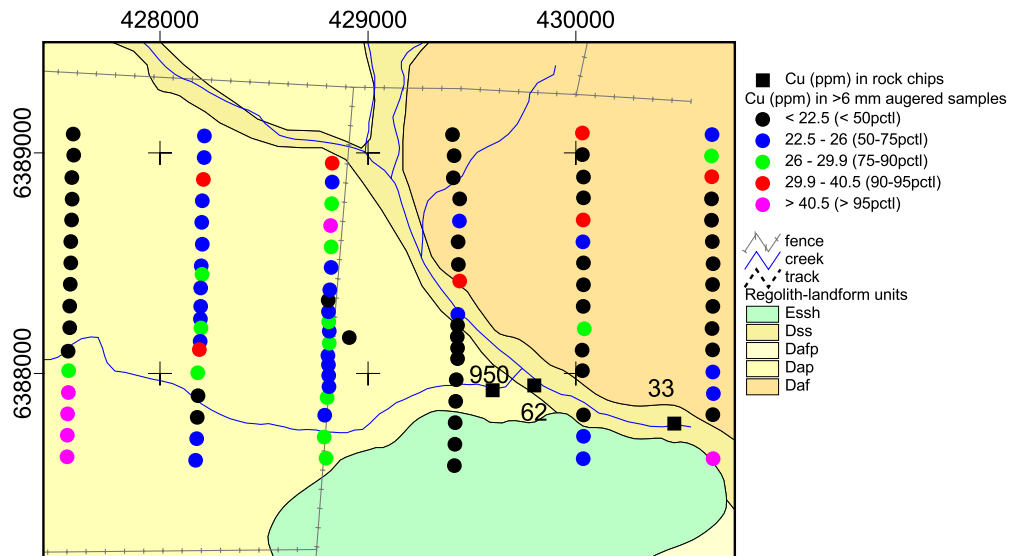 428000 429000 430000
6389000
6388000
950
62
33
Cu (ppm) in rock chips
Cu (ppm) in >6 mm augered samples
< 22.5 (< 50pctl)
22.5 - 26 (50-75pctl)
26 - 29.9 (75-90pctl)
29.9 - 40.5 (90-95pctl)
> 40.5 (> 95pctl)
fence
creek
track
Regolith-landform units
Essh
Dss
Dafp
Dap
Daf